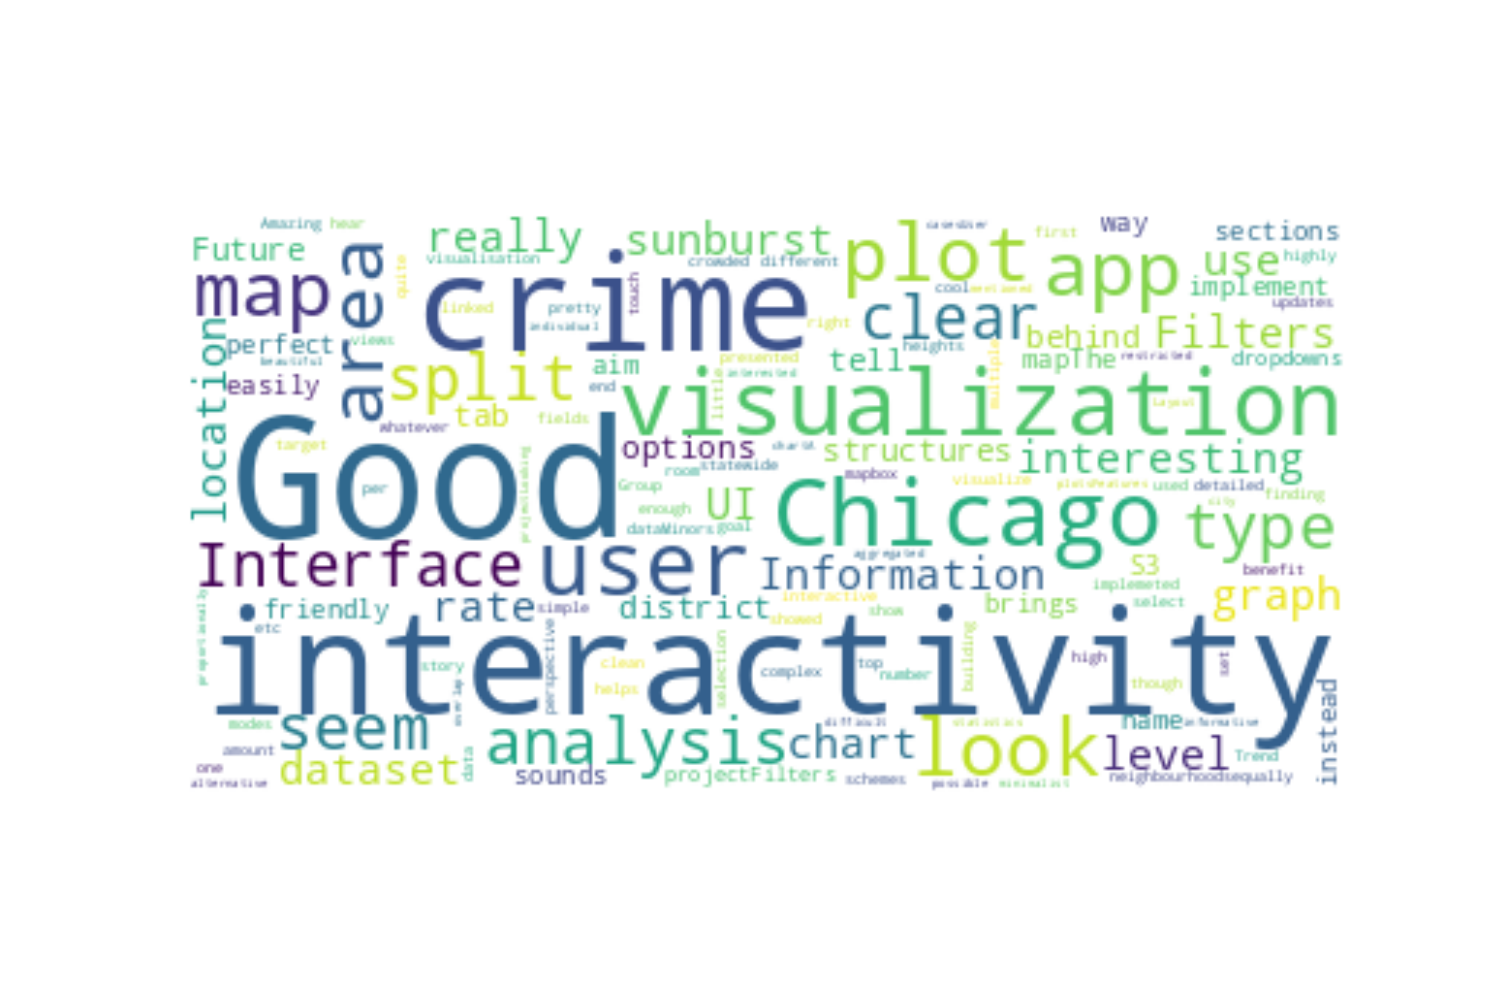 Amazing
hear
Future
really
visualisation
sunburst
crowded
different
plot
casediser
first
way
sections
highly
use
app
implement
updates
map
area
quite
crime
linked
pretty
individual
touch
right
clear
cool
heights
behind
Filters
location
perfect
views
beautiful
easily
split
aim
end
presented
interested
little
tell
multiple
mapThe
restricted
dropdowns
whatever
tab
fields
visualization
Layout
Good
target
per
options
chartA
structures
interesting
room
statewide
mapbox
Group
UI
enough
dataMinors
goal
Chicago
visualize
plotsFeatures
used
detailed
finding
city
type
Interface
user
Information
aggregated
S3
benefit
implemeted
friendly
rate
simple
district
interactive
showed
show
brings
select
graph
proportionally
etc
interactivity
story
overlap
perspective
clean
helps
selection
complex
top
number
building
high
though
set
modes
seem
analysis
chart
difficult
look
statistics
name
informative
instead
amount
one
alternative
dataset
data
sounds
projectFilters
schemes
possible
minimalist
level
Trend
neighbourhoodsequally